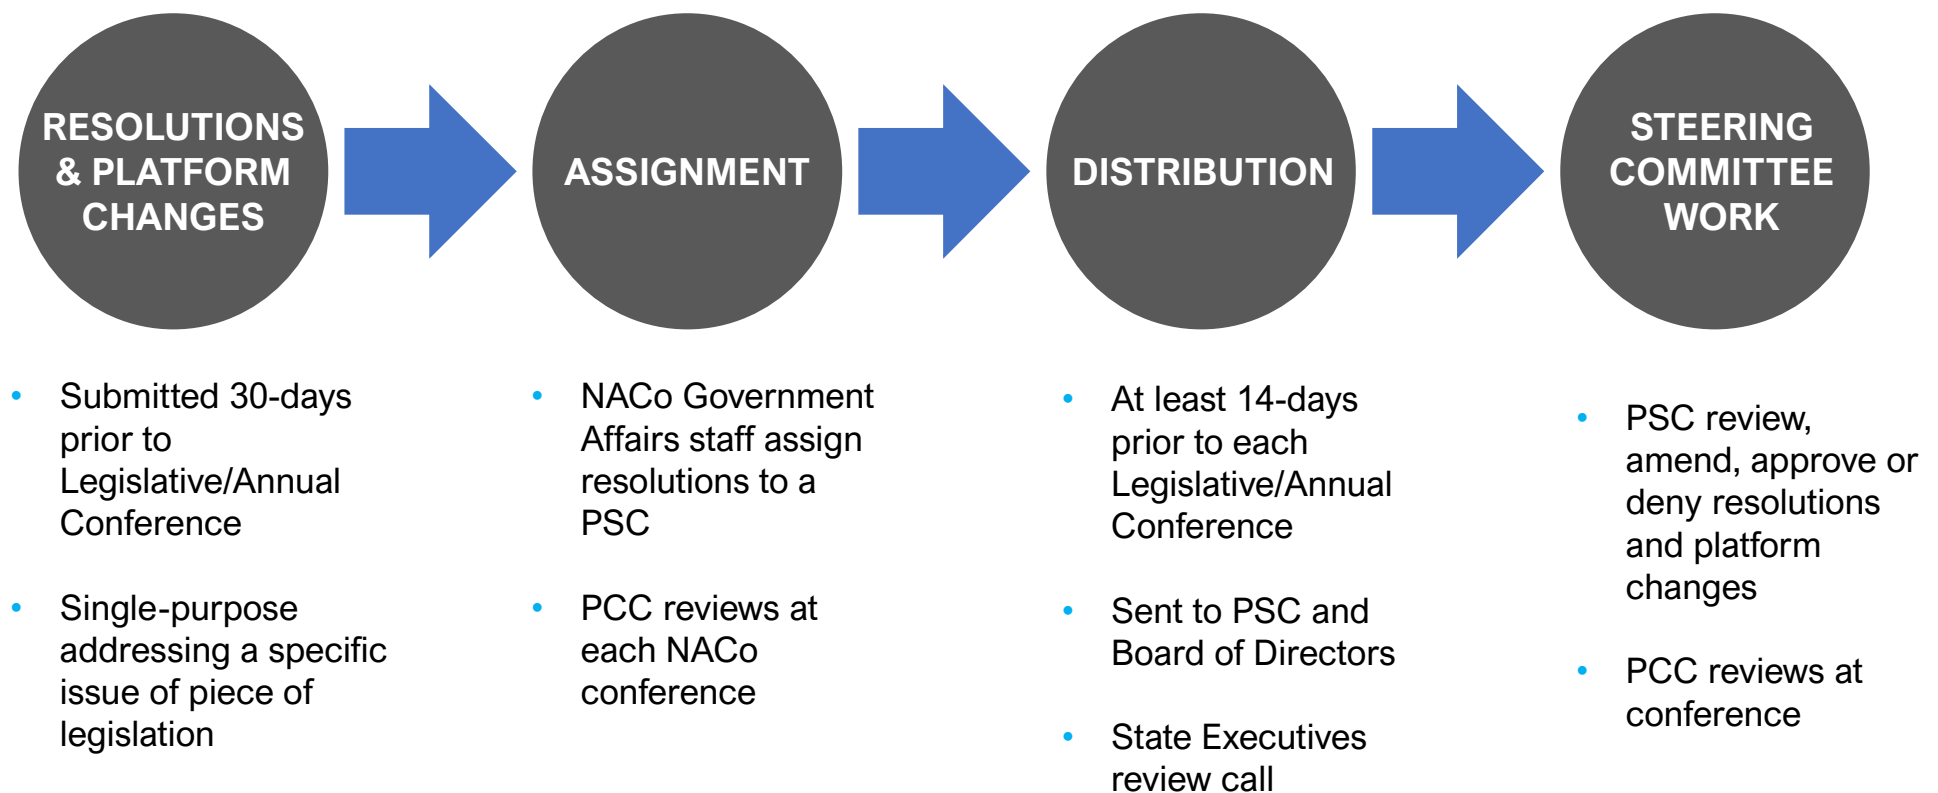 RESOLUTIONS
& PLATFORM
CHANGES
ASSIGNMENT
DISTRIBUTION
STEERING
COMMITTEE
WORK
• Submitted 30-days
prior to
Legislative/Annual
Conference
• Single-purpose
addressing a specific
issue of piece of
legislation
• NACo Government
Affairs staff assign
resolutions to a
PSC
• PCC reviews at
each NACo
conference
• At least 14-days
prior to each
Legislative/Annual
Conference
• Sent to PSC and
Board of Directors
• State Executives
review call
• PSC review,
amend, approve or
deny resolutions
and platform
changes
• PCC reviews at
conference